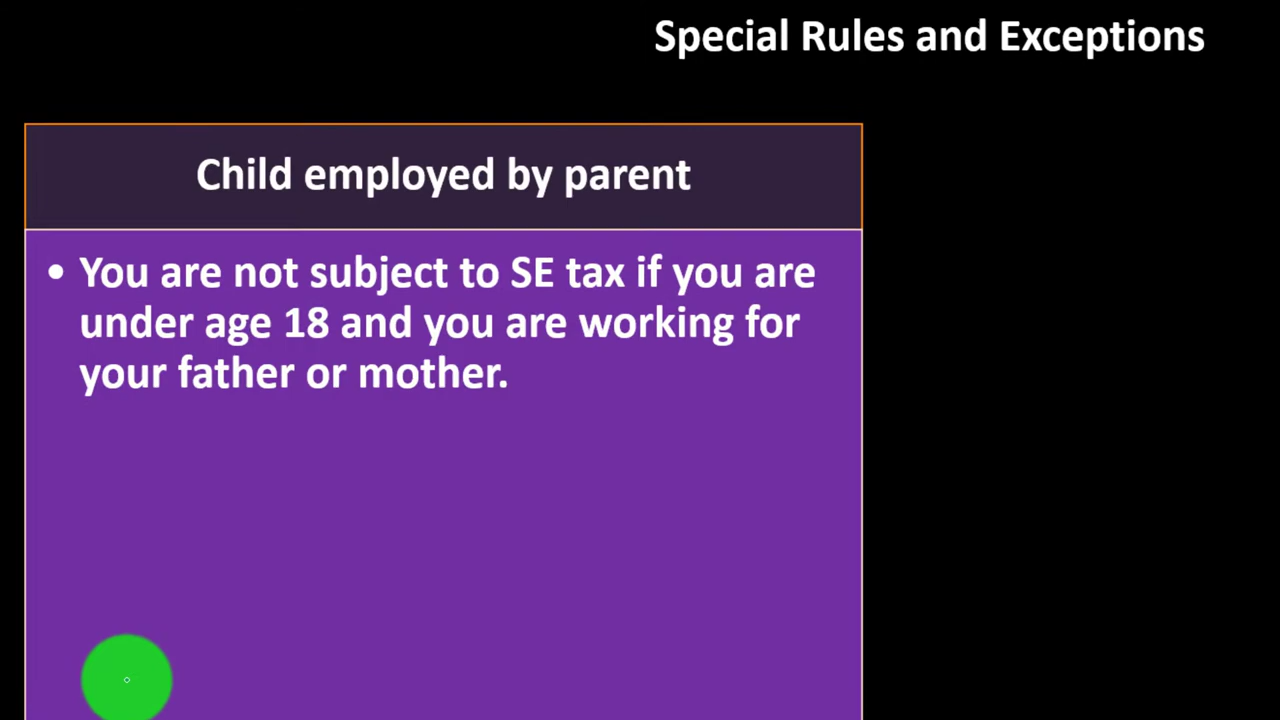 Special Rules and Exceptions
Child employed by parent
• You are not subject to SE tax if you are
under age 18 and you are working for
your father or mother.